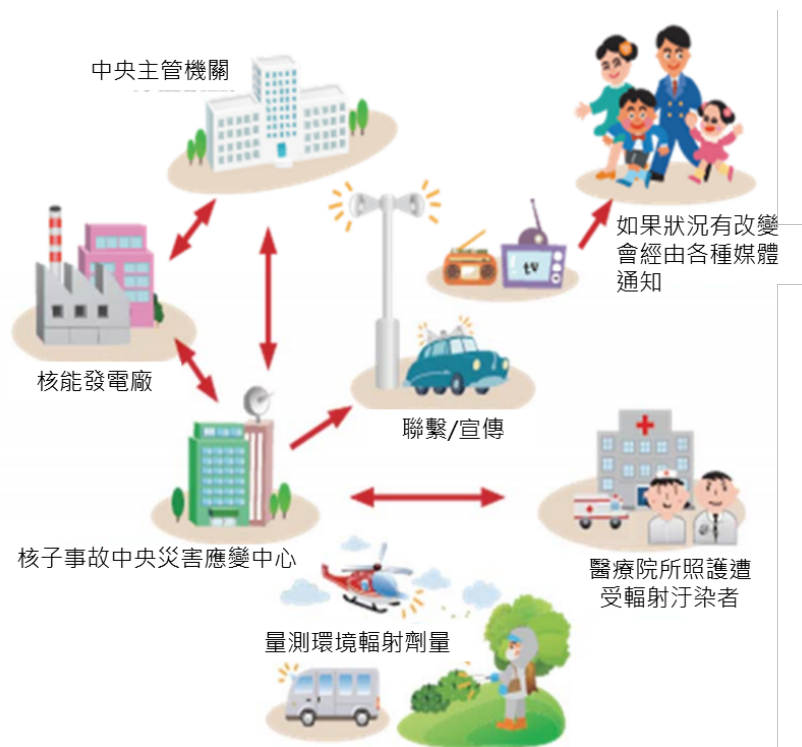 中央主管機關
如果狀況有改變
會經由各種媒體
通知
tv
核能發電廠
聯繫/宣傳
核子事故中央災害應變中心
醫療院所照護遭
受輻射汙染者
量測環境輻射劑量